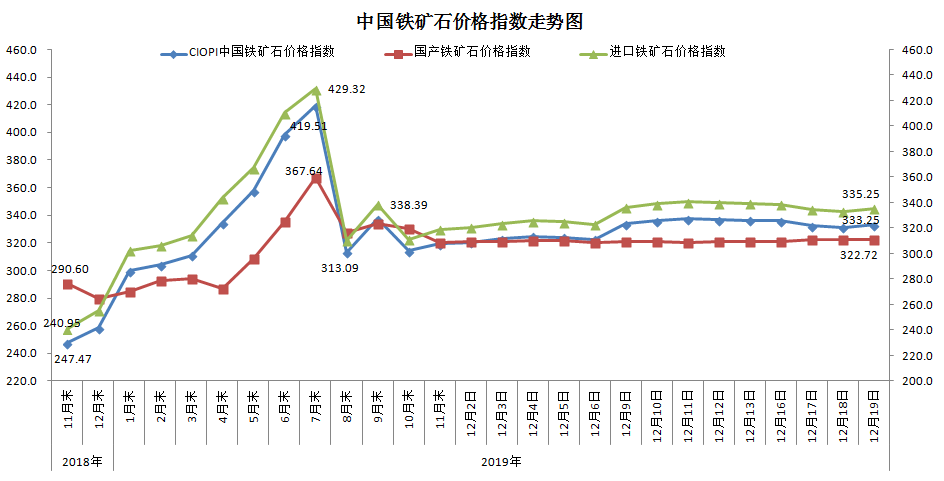 中国铁矿石价格指数走势图
CIOPI中国铁矿石价格指数 国产铁矿石价格指数 进口铁矿石价格指数
460.0
440.0
420.0
400.0
380.0
360.0
340.0
320.0
300.0
280.0
260.0
240.0
220.0
460.0
440.0
420.0
400.0
380.0
360.0
340.0
320.0
300.0
280.0
260.0
240.0
220.0
200.0
429.32
419.51
367.64
338.39
313.09
290.60
240.95
247.47
335.25
333.25
322.72
11月末
12月末
1月末
2月末
3月末
4月末
5月末
6月末
7月末
8月末
9月末
10月末
11月末
12月2日
12月3日
12月4日
12月5日
12月6日
12月9日
12月10日
12月11日
12月12日
12月13日
12月16日
12月17日
12月18日
12月19日
2018年 2019年